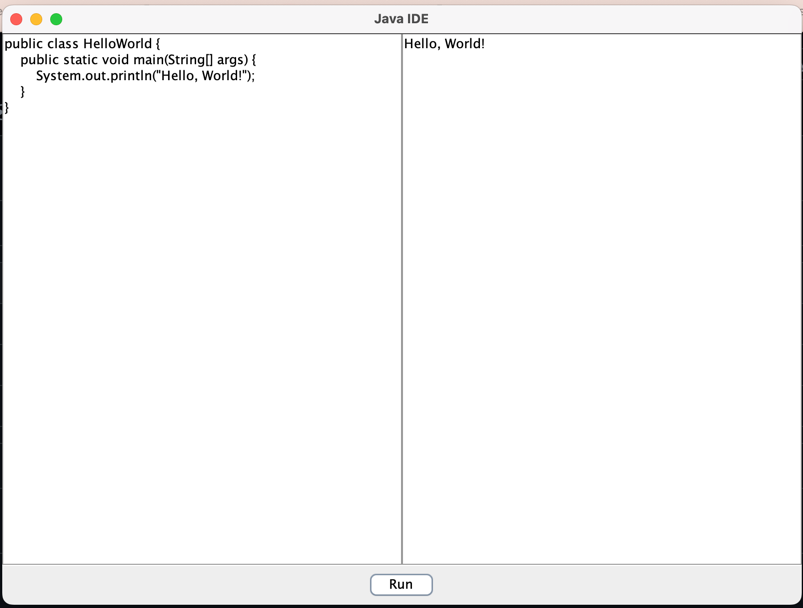 Java IDE
public class HelloWorld {
    public static void main(String[] args) {
        System.out.println("Hello, World!");
    }
}
Hello, World!
Run